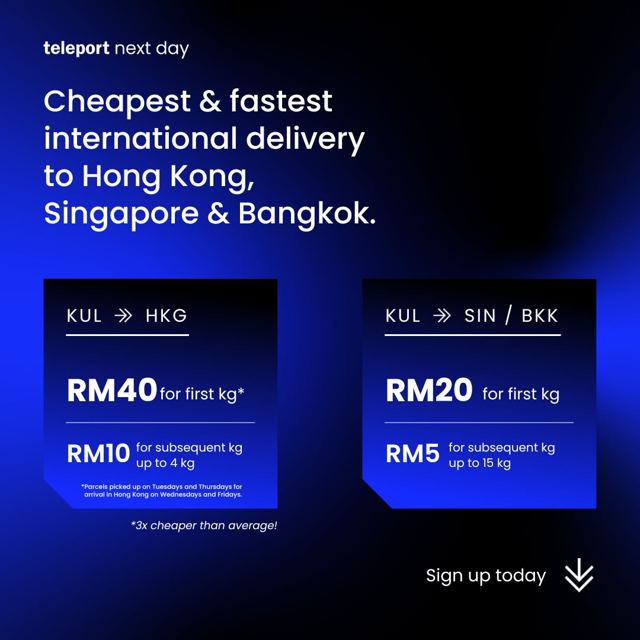 teleport next day
Cheapest & fastest
international delivery
to Hong Kong,
Singapore & Bangkok.
KUL HKG
RM40 for first kg*
RM10 for subsequent kg
up to 4 kg
*Parcels picked up on Tuesdays and Thursdays for
arrival in Hong Kong on Wednesdays and Fridays.
*3x cheaper than average!
KUL SIN / BKK
RM20 for first kg
RM5 for subsequent kg
up to 15 kg
Sign up today